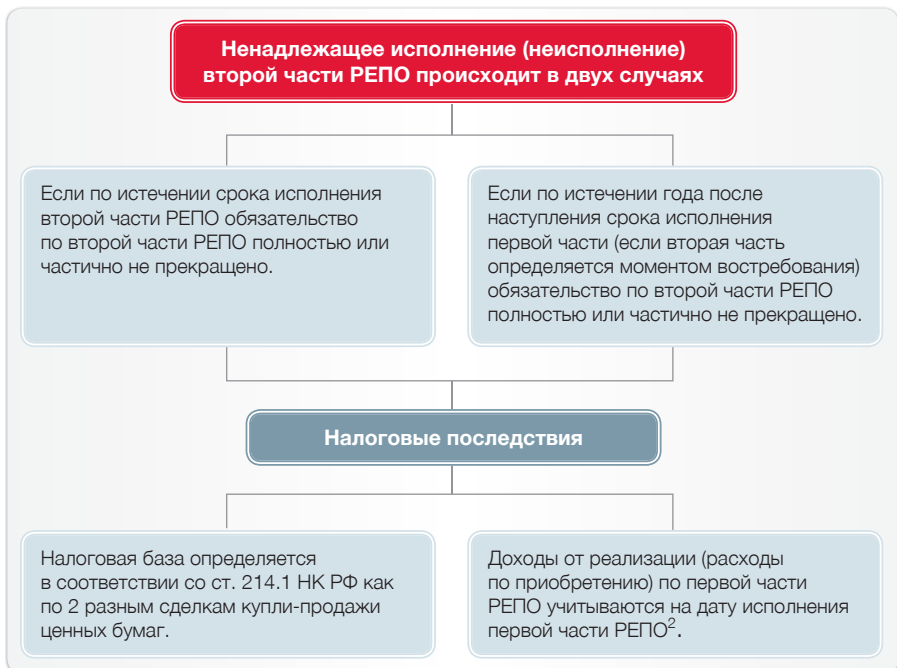 Ненадлежащее исполнение (неисполнение)
второй части РЕПО происходит в двух случаях
Если по истечении срока исполнения
второй части РЕПО обязательство
по второй части РЕПО полностью или
частично не прекращено.
Если по истечении года после
наступления срока исполнения
первой части (если вторая часть
определяется моментом востребования)
обязательство по второй части РЕПО
полностью или частично не прекращено.
Налоговые последствия
Налоговая база определяется
в соответствии со ст. 214.1 НК РФ как
по 2 разным сделкам купли-продажи
ценных бумаг.
Доходы от реализации (расходы
по приобретению) по первой части
РЕПО учитываются на дату исполнения
первой части РЕПО².